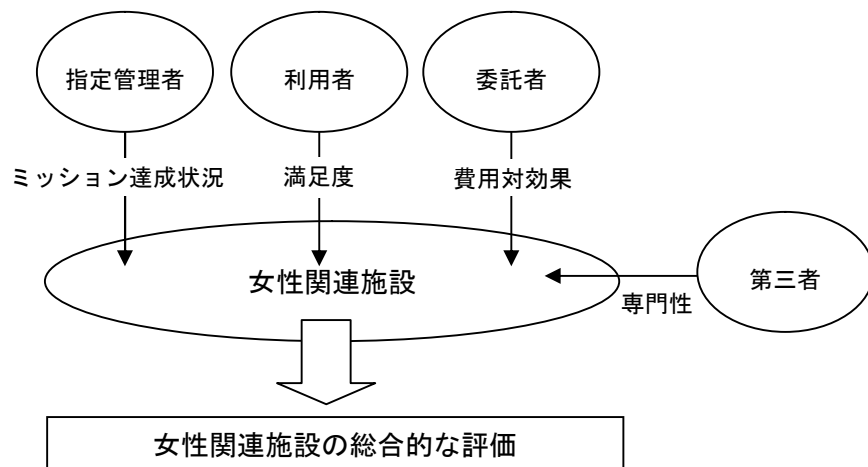 指定管理者
利用者
委託者
ミッション達成状況
満足度
費用対効果
女性関連施設
第三者
専門性
女性関連施設の総合的な評価